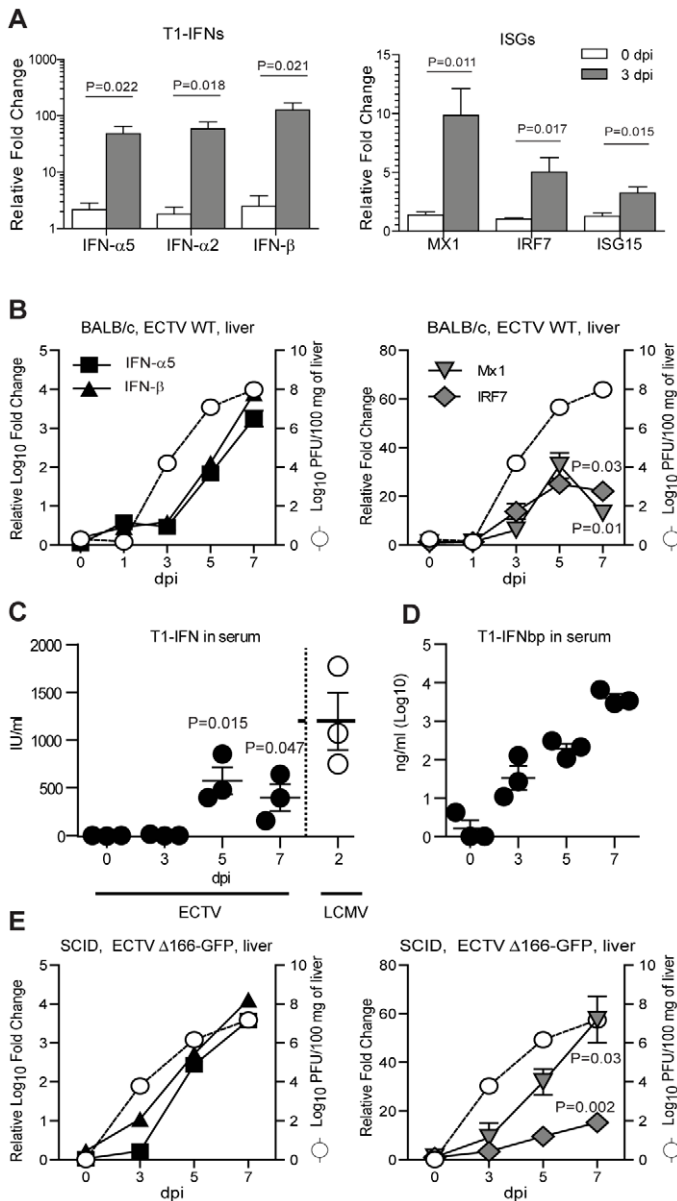 A
T1-IFNs
Relative Fold Change
1000
100
10
1
P=0.022
P=0.018
P=0.021
IFN-α5
IFN-α2
IFN-β
ISGs
0 dpi
3 dpi
Relative Fold Change
15
10
5
0
P=0.011
P=0.017
P=0.015
MX1
IRF7
ISG15
B
BALB/c, ECTV WT, liver
Relative Log10 Fold Change
5
4
3
2
1
0
IFN-α5
IFN-β
10
8
6
4
2
0
Log10 PFU/100 mg of liver
0 1 3 5 7
dpi
BALB/c, ECTV WT, liver
Relative Fold Change
80
60
40
20
0
Mx1
IRF7
P=0.03
P=0.01
10
8
6
4
2
0
Log10 PFU/100 mg of liver
0 1 3 5 7
dpi
C
T1-IFN in serum
IU/ml
2000
1500
1000
500
0
P=0.015
P=0.047
0 3 5 7 2
dpi
ECTV
LCMV
D
T1-IFNbp in serum
ng/ml (Log10)
5
4
3
2
1
0
0 3 5 7
E
SCID, ECTV Δ166-GFP, liver
Relative Log10 Fold Change
5
4
3
2
1
0
10
8
6
4
2
0
Log10 PFU/100 mg of liver
0 3 5 7
dpi
SCID, ECTV Δ166-GFP, liver
Relative Fold Change
80
60
40
20
0
P=0.03
P=0.002
10
8
6
4
2
0
Log10 PFU/100 mg of liver
0 3 5 7
dpi